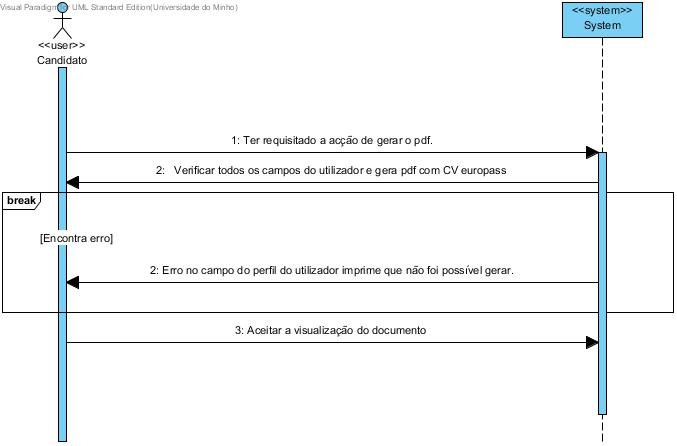 Visual Paradigm for UML Standard Edition(Universidade do Minho)
<<user>>
Candidato
<<system>>
System
1: Ter requisitado a acção de gerar o pdf.
2:   Verificar todos os campos do utilizador e gera pdf com CV europass
break
[Encontra erro]
2: Erro no campo do perfil do utilizador imprime que não foi possível gerar.
3: Aceitar a visualização do documento